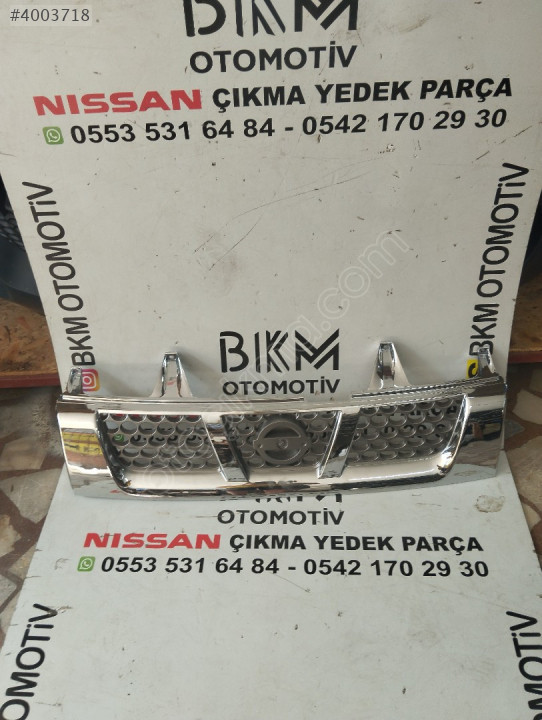 #4003718
BKM
OTOMOTİV
NISSAN ÇIKMA YEDEK PARÇA
0553 531 64 84 - 0542 170 29 30
BKM OTOMOTİV
BKM OTOMOTİV
BKM
OTOMOTİV
BKM
OTOMOTİV
NISSAN ÇIKMA YEDEK PARÇA
0553 531 64 84 - 0542 170 29 30
OTOMOTİV
OTOMOTİV